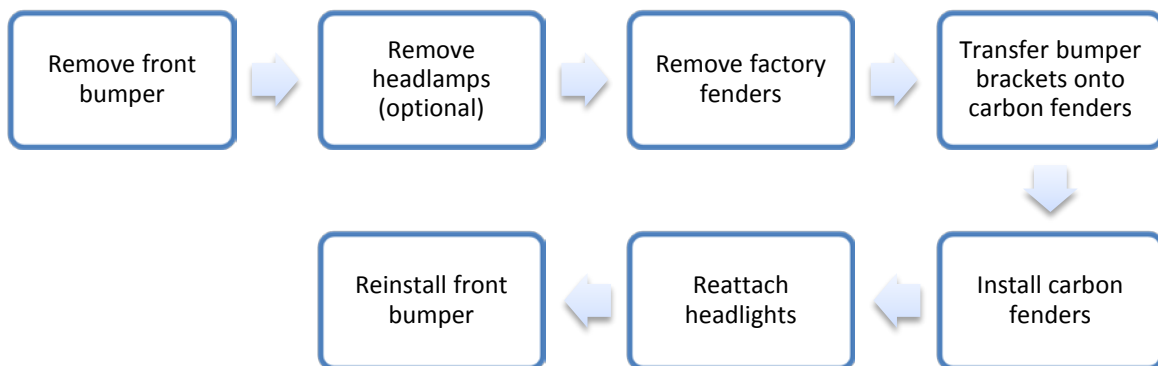 Remove front
bumper
Remove
headlamps
(optional)
Remove factory
fenders
Transfer bumper
brackets onto
carbon fenders
Install carbon
fenders
Reattach
headlights
Reinstall front
bumper